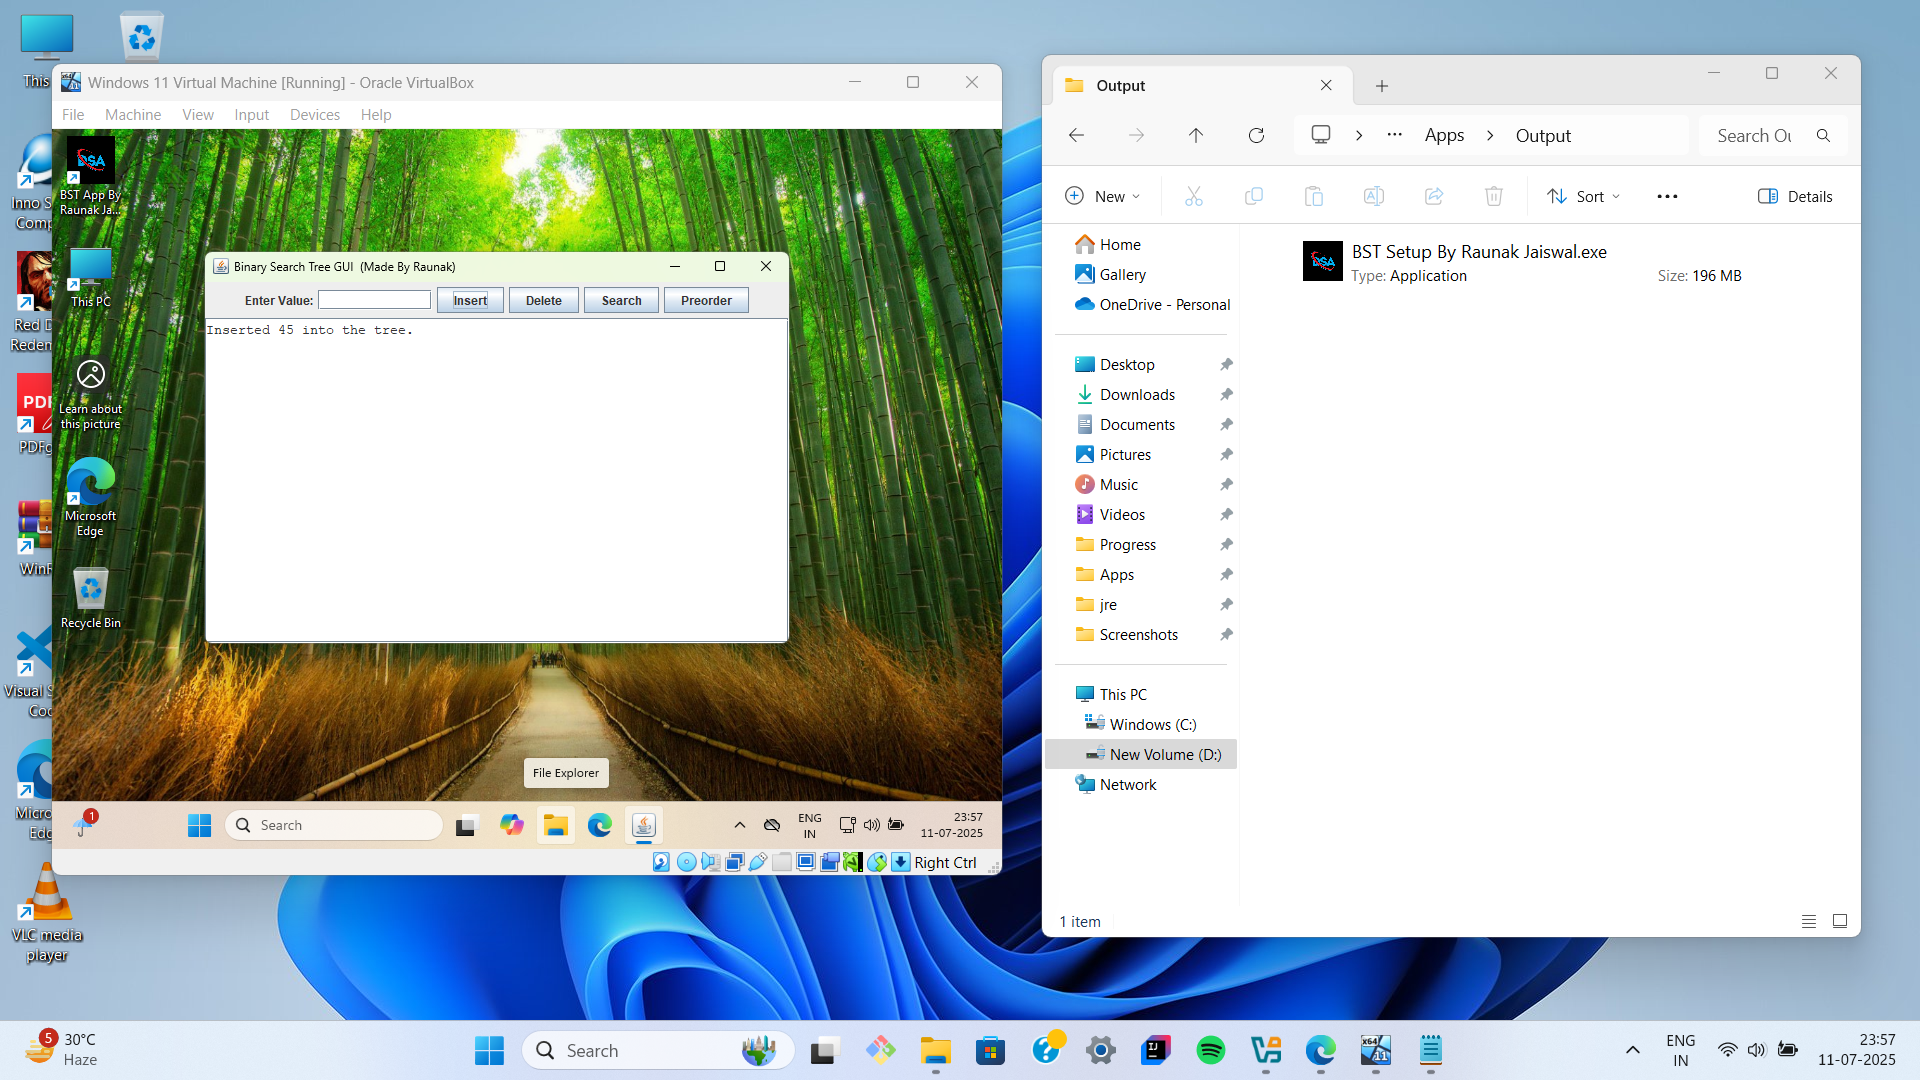 This
Inno S
Comp
Red D
Redem
PDF
PDFg
WinR
Visual S
Coc
Micro
Edg
VLC media
player
Windows 11 Virtual Machine [Running] - Oracle VirtualBox
File Machine View Input Devices Help
DSA
BST App By
Raunak Ja...
This PC
Learn about
this picture
Microsoft
Edge
Recycle Bin
Binary Search Tree GUI (Made By Raunak)
Enter Value: Insert Delete Search Preorder
Inserted 45 into the tree.
File Explorer
1
Search
ENG
IN
23:57
11-07-2025
Right Ctrl
Output
Apps Output
Search Ou
New Sort Details
Home
Gallery
OneDrive - Personal
Desktop
Downloads
Documents
Pictures
Music
Videos
Progress
Apps
jre
Screenshots
This PC
Windows (C:)
New Volume (D:)
Network
DSA
BST Setup By Raunak Jaiswal.exe
Type: Application Size: 196 MB
1 item
5
30°C
Haze
Search
ENG
IN
23:57
11-07-2025